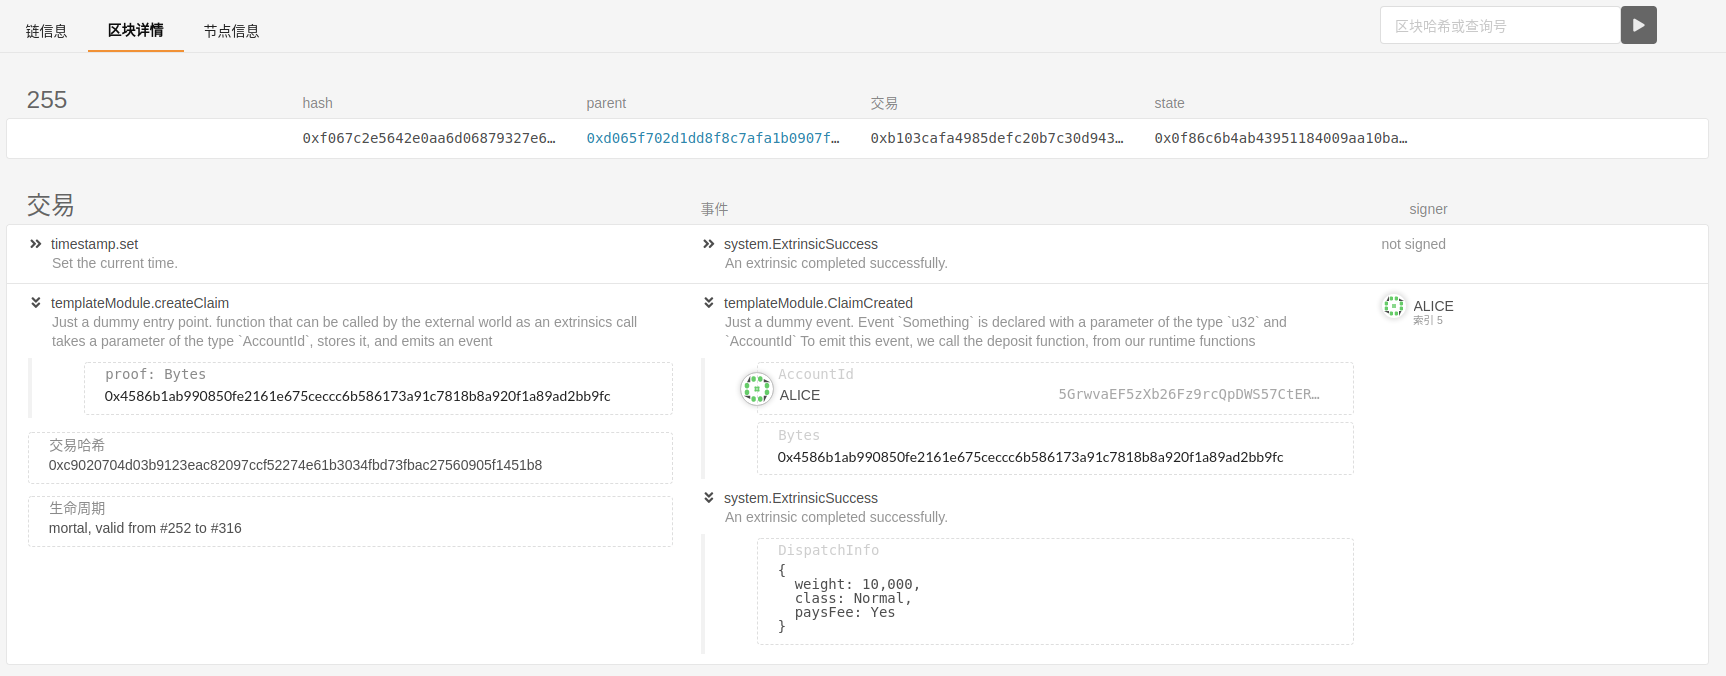 链信息 区块详情 节点信息 区块哈希或查询号
255 hash parent 交易 state
0xf067c2e5642e0aa6d06879327e6… 0xd065f702d1dd8f8c7afa1b0907f… 0xb103cafa4985defc20b7c30d943… 0x0f86c6b4ab43951184009aa10ba…
交易 事件 signer
timestamp.set system.ExtrinsicSuccess not signed
Set the current time. An extrinsic completed successfully.
templateModule.createClaim
Just a dummy entry point. function that can be called by the external world as an extrinsics call
takes a parameter of the type `AccountId`, stores it, and emits an event
proof: Bytes
0x4586b1ab990850fe2161e675ceccc6b586173a91c7818b8a920f1a89ad2bb9fc
交易哈希
0xc9020704d03b9123eac82097ccf52274e61b3034fbd73fbac27560905f1451b8
生命周期
mortal, valid from #252 to #316
templateModule.ClaimCreated
Just a dummy event. Event `Something` is declared with a parameter of the type `u32` and
`AccountId` To emit this event, we call the deposit function, from our runtime functions
AccountId
ALICE 5GrwvaEF5zXb26Fz9rcQpDWS57CtER…
Bytes
0x4586b1ab990850fe2161e675ceccc6b586173a91c7818b8a920f1a89ad2bb9fc
system.ExtrinsicSuccess
An extrinsic completed successfully.
DispatchInfo
{
weight: 10,000,
class: Normal,
paysFee: Yes
}
ALICE
索引 5